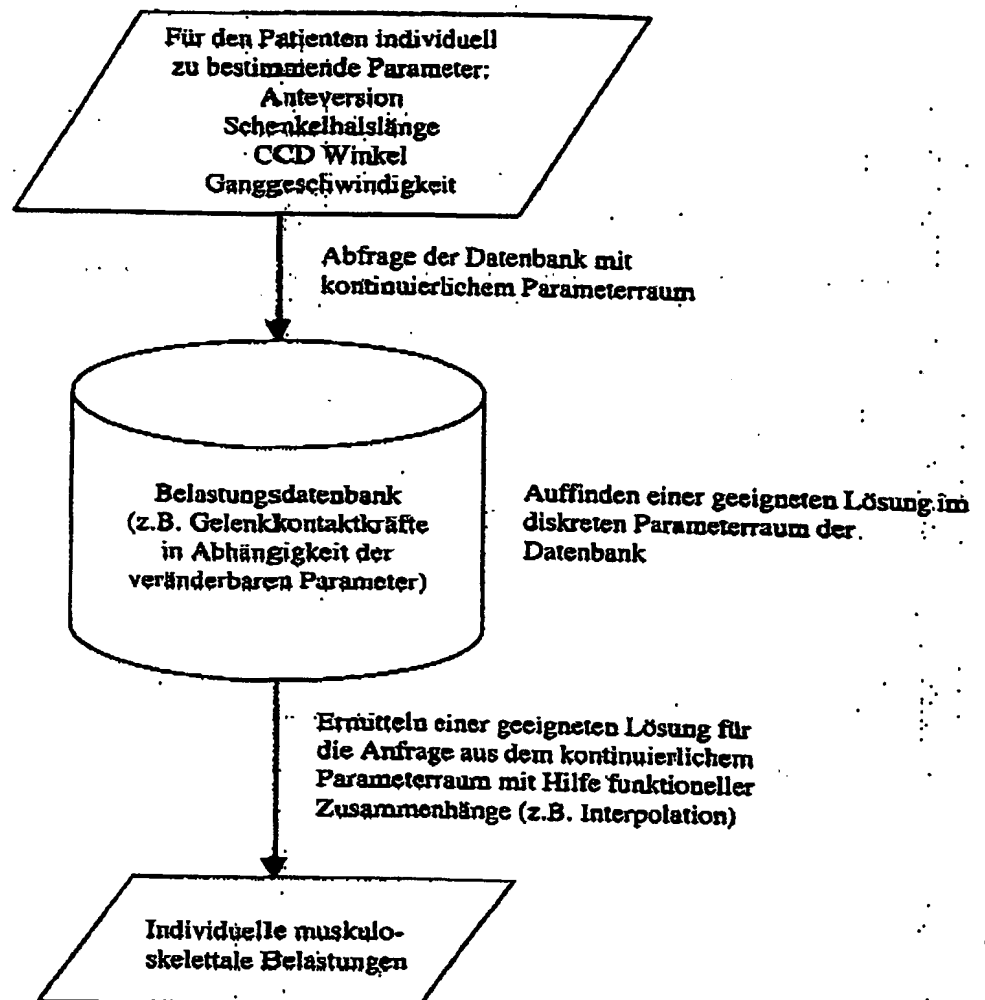 Für den Patienten individuell
zu bestimmende Parameter:
Anteversion
Schenkelhalslänge
CCD Winkel
Ganggeschwindigkeit
Abfrage der Datenbank mit
kontinuierlichem Parameterraum
Belastungsdatenbank
(z.B. Gelenkkontaktkräfte
in Abhängigkeit der
veränderbaren Parameter)
Auffinden einer geeigneten Lösung im
diskreten Parameterraum der
Datenbank
Ermitteln einer geeigneten Lösung für
die Anfrage aus dem kontinuierlichem
Parameterraum mit Hilfe funktioneller
Zusammenhänge (z.B. Interpolation)
Individuelle muskulo-
skelettale Belastungen